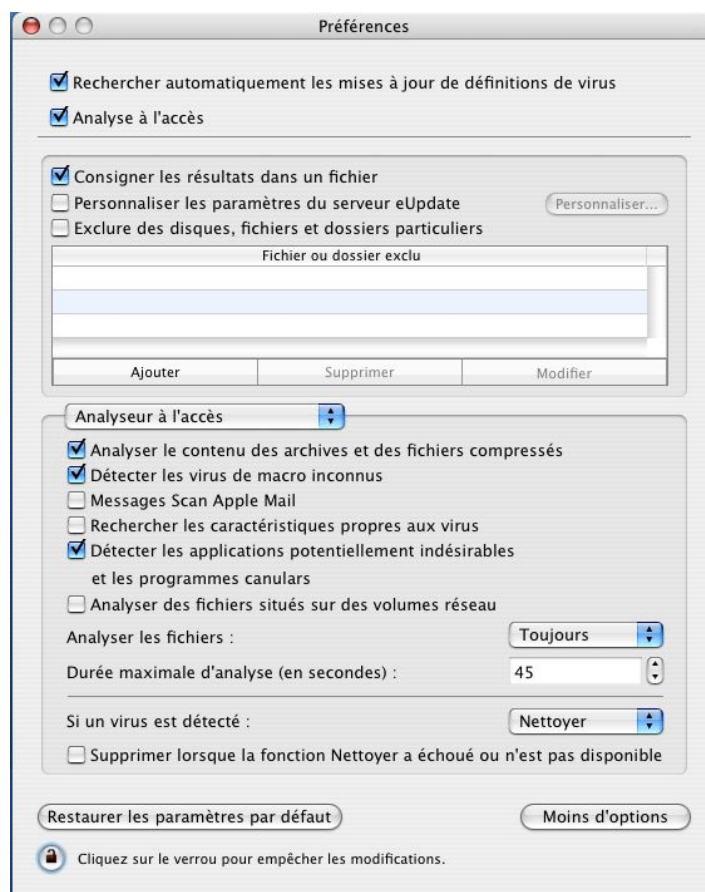 Préférences
Rechercher automatiquement les mises à jour de définitions de virus
Analyse à l'accès
Consigner les résultats dans un fichier
Personnaliser les paramètres du serveur eUpdate
Personnaliser...
Exclure des disques, fichiers et dossiers particuliers
Fichier ou dossier exclu
Ajouter
Supprimer
Modifier
Analyseur à l'accès
Analyser le contenu des archives et des fichiers compressés
Détecter les virus de macro inconnus
Messages Scan Apple Mail
Rechercher les caractéristiques propres aux virus
Détecter les applications potentiellement indésirables
et les programmes canulars
Analyser des fichiers situés sur des volumes réseau
Analyser les fichiers :
Toujours
Durée maximale d'analyse (en secondes) :
45
Si un virus est détecté :
Nettoyer
Supprimer lorsque la fonction Nettoyer a échoué ou n'est pas disponible
Restaurer les paramètres par défaut
Moins d'options
Cliquez sur le verrou pour empêcher les modifications.